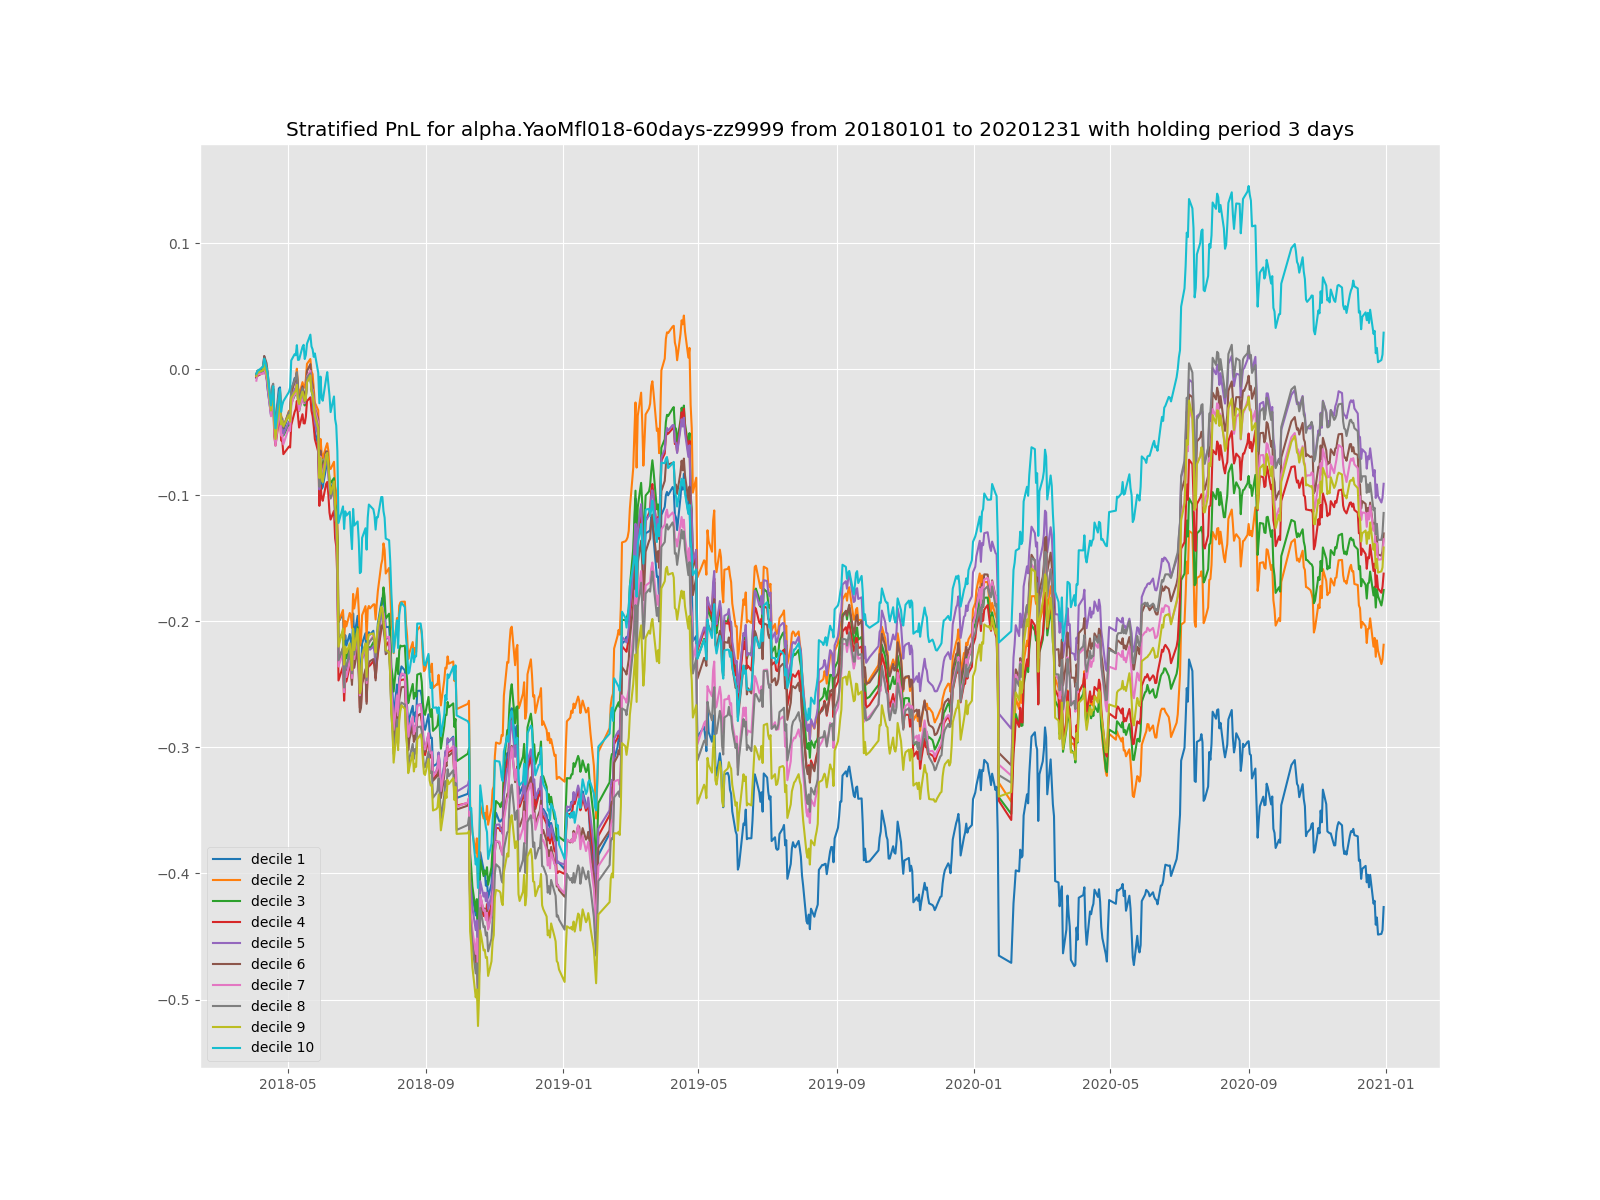 Stratified PnL for alpha.YaoMfl018-60days-zz9999 from 20180101 to 20201231 with holding period 3 days
0.1
0.0
−0.1
−0.2
−0.3
−0.4
−0.5
decile 1
decile 2
decile 3
decile 4
decile 5
decile 6
decile 7
decile 8
decile 9
decile 10
2018-05 2018-09 2019-01 2019-05 2019-09 2020-01 2020-05 2020-09 2021-01